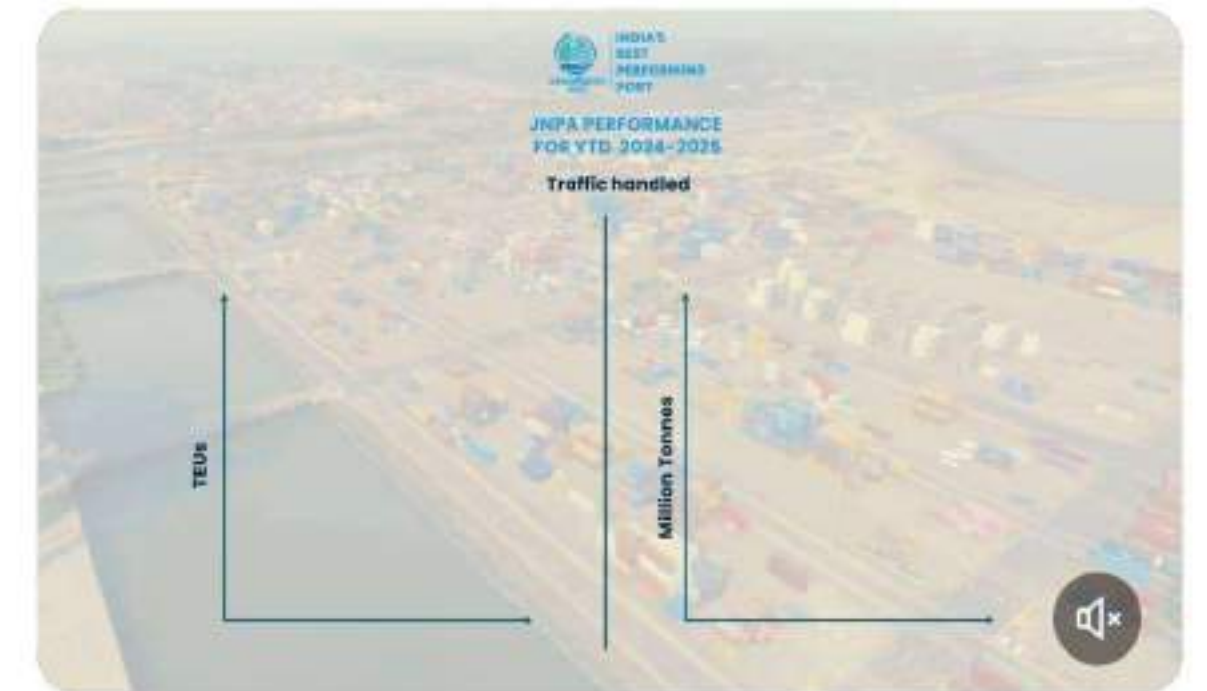 INDIA'S
BEST
PERFORMING
PORT
JNPA PERFORMANCE
FOR YTD 2024-2025
Traffic handled
TEUs
Million Tonnes